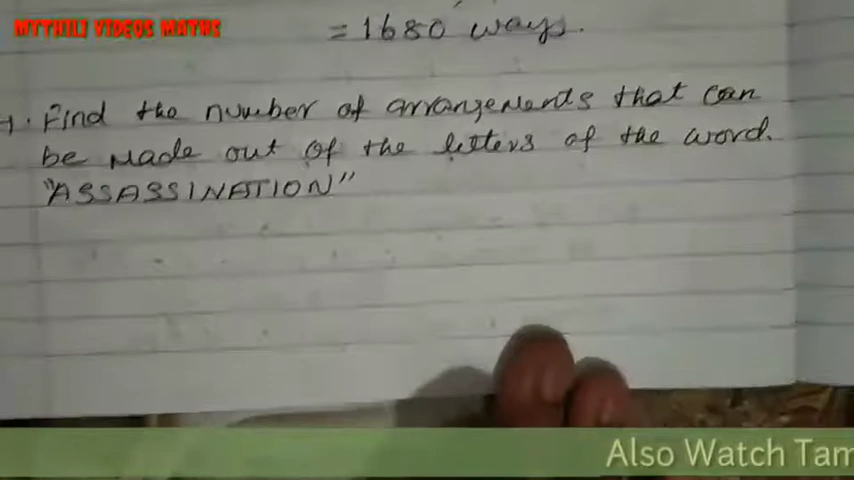 MYTHILI VIDEOS MATHS
= 1680 ways.
Find the number of arrangements that can
be made out of the letters of the word.
"ASSASSINATION"
Also Watch Tam